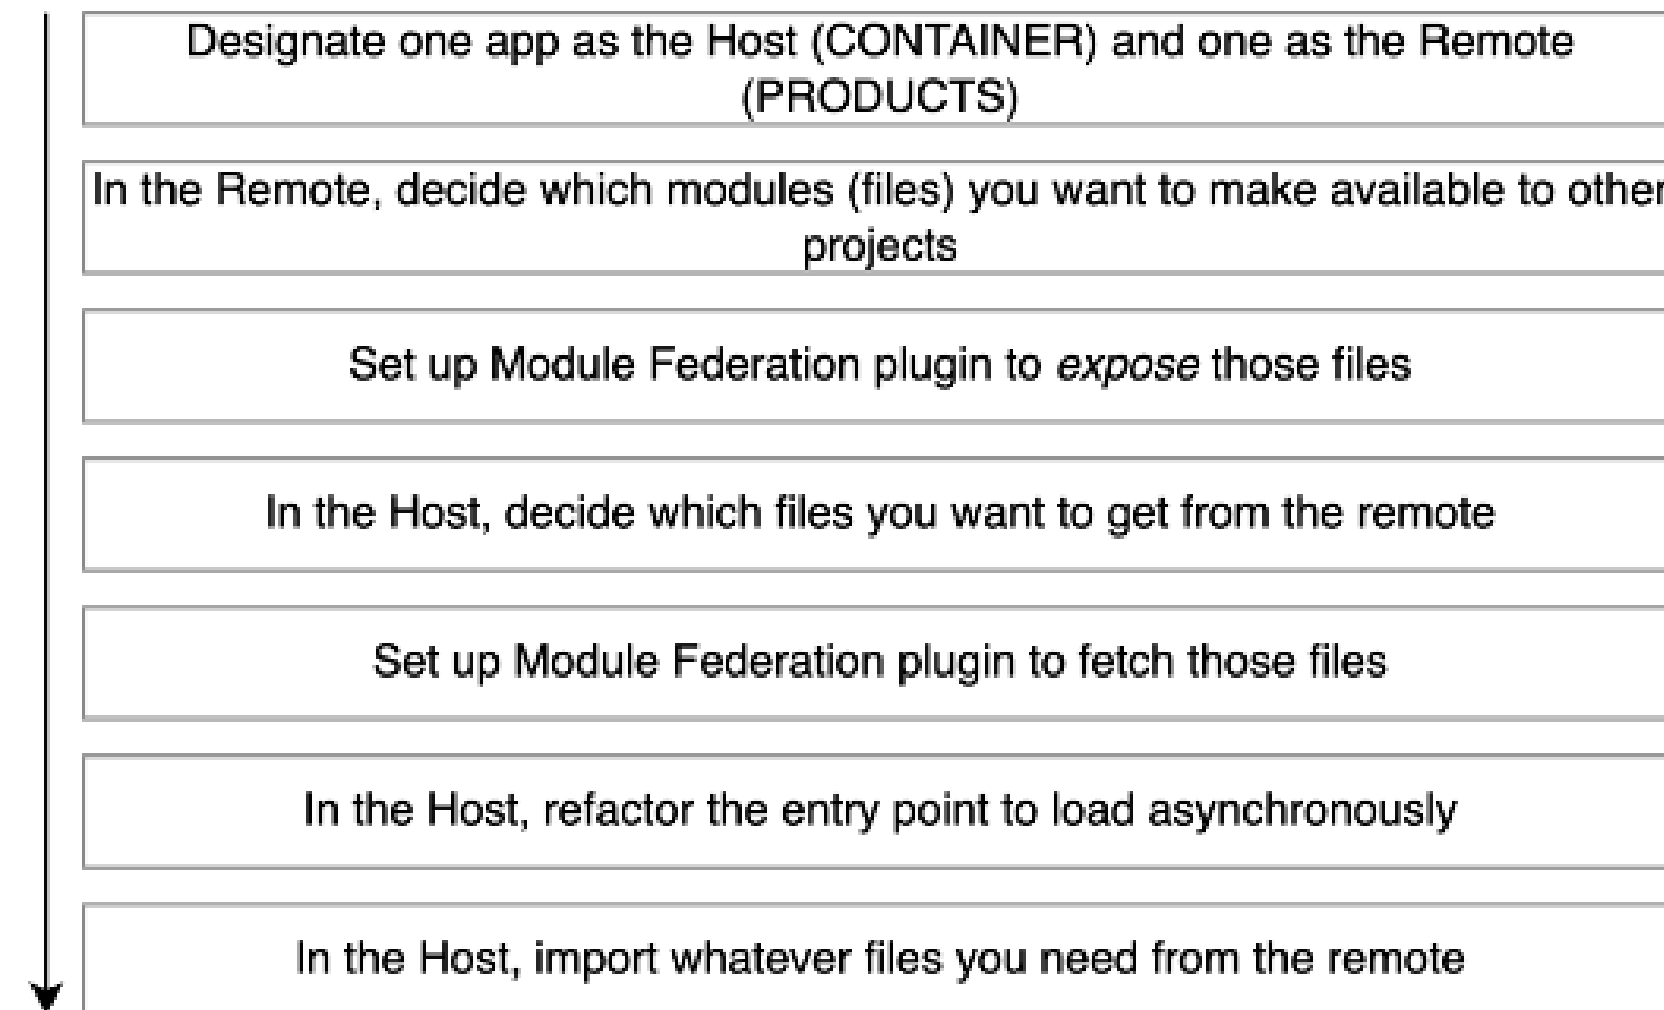 Designate one app as the Host (CONTAINER) and one as the Remote
(PRODUCTS)
In the Remote, decide which modules (files) you want to make available to other
projects
Set up Module Federation plugin to expose those files
In the Host, decide which files you want to get from the remote
Set up Module Federation plugin to fetch those files
In the Host, refactor the entry point to load asynchronously
In the Host, import whatever files you need from the remote